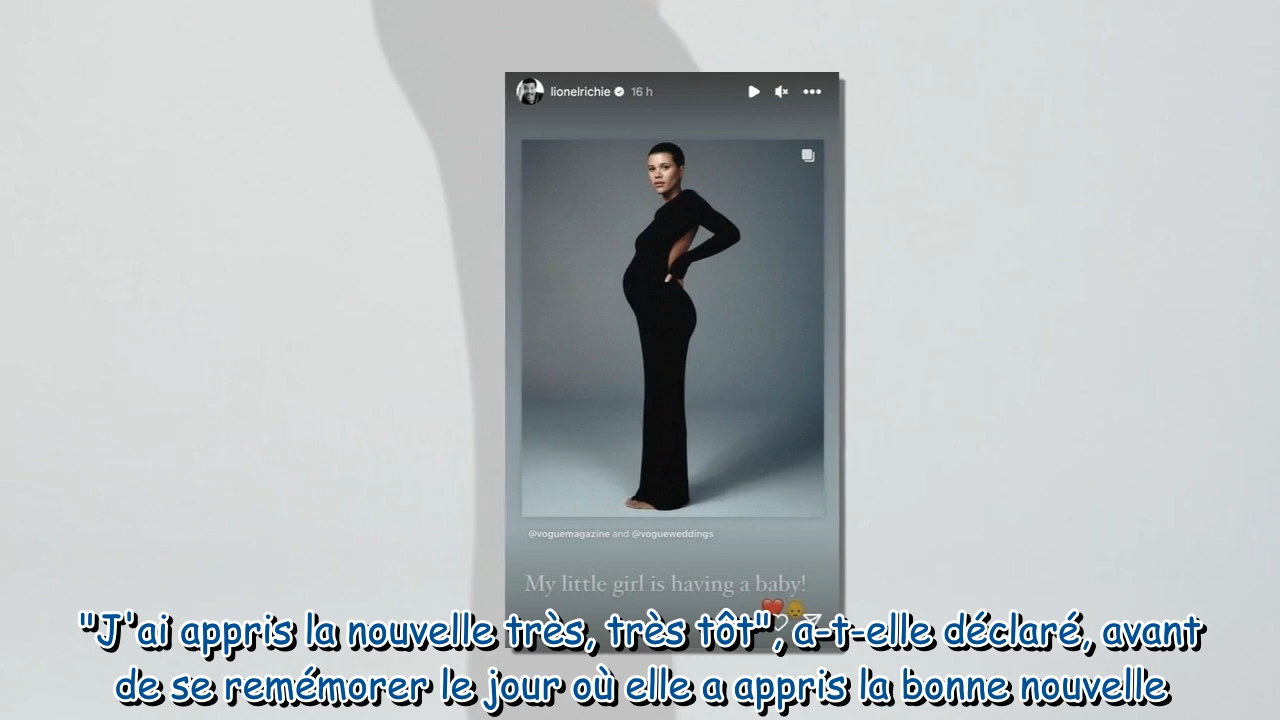 lionelrichie 16 h
@voguemagazine and @vogueweddings
My little girl is having a baby!
"J'ai appris la nouvelle très, très tôt", a-t-elle déclaré, avant
de se remémorer le jour où elle a appris la bonne nouvelle